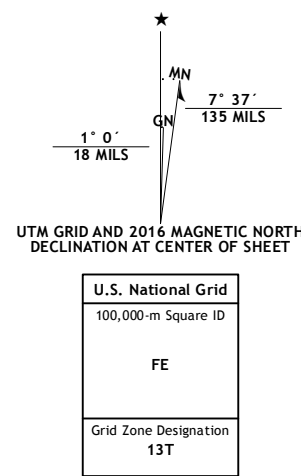 ★
MN
7° 37´
135 MILS
GN
1° 0´
18 MILS
UTM GRID AND 2016 MAGNETIC NORTH
DECLINATION AT CENTER OF SHEET
U.S. National Grid
100,000-m Square ID
FE
Grid Zone Designation
13T